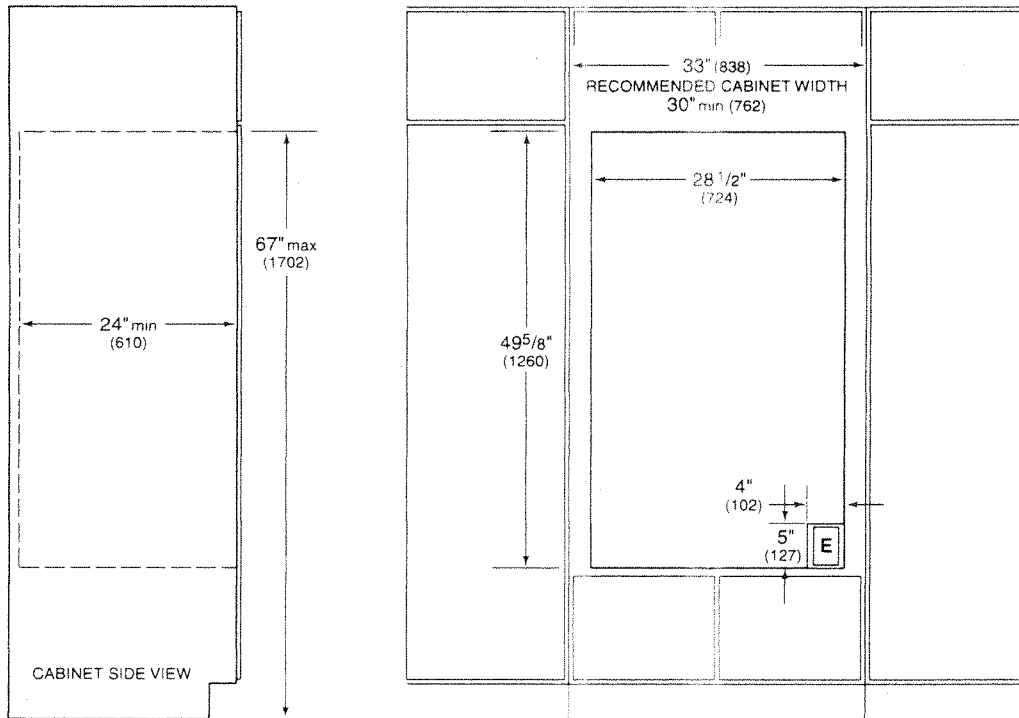 33" (838)
RECOMMENDED CABINET WIDTH
30" min (762)
28 1/2"
(724)
67" max
(1702)
24" min
(610)
49 5/8"
(1260)
4"
(102)
5"
(127)
E
CABINET SIDE VIEW